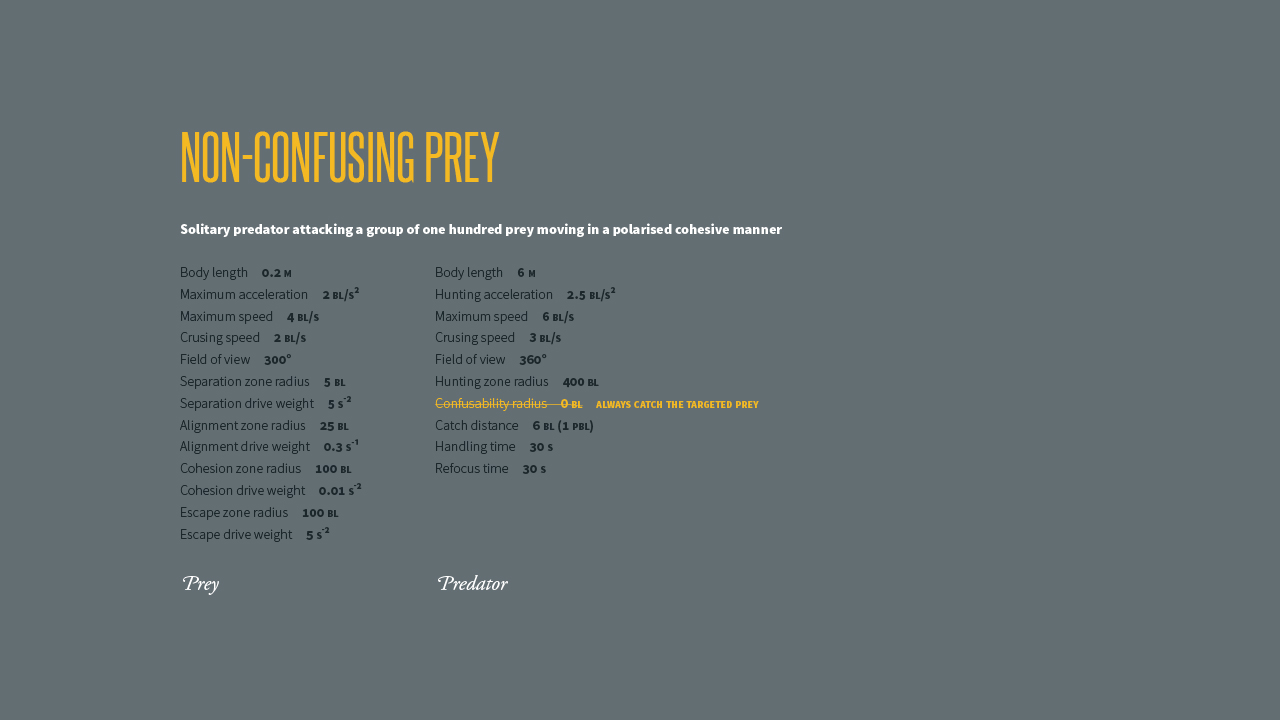 NON-CONFUSING PREY
Solitary predator attacking a group of one hundred prey moving in a polarised cohesive manner
Body length 0.2 M
Maximum acceleration 2 BL/S²
Maximum speed 4 BL/S
Crusing speed 2 BL/S
Field of view 300°
Separation zone radius 5 BL
Separation drive weight 5 S⁻²
Alignment zone radius 25 BL
Alignment drive weight 0.3 S⁻¹
Cohesion zone radius 100 BL
Cohesion drive weight 0.01 S⁻²
Escape zone radius 100 BL
Escape drive weight 5 S⁻²
Prey
Body length 6 M
Hunting acceleration 2.5 BL/S²
Maximum speed 6 BL/S
Crusing speed 3 BL/S
Field of view 360°
Hunting zone radius 400 BL
Confusability radius 0 BL ALWAYS CATCH THE TARGETED PREY
Catch distance 6 BL (1 PBL)
Handling time 30 S
Refocus time 30 S
Predator